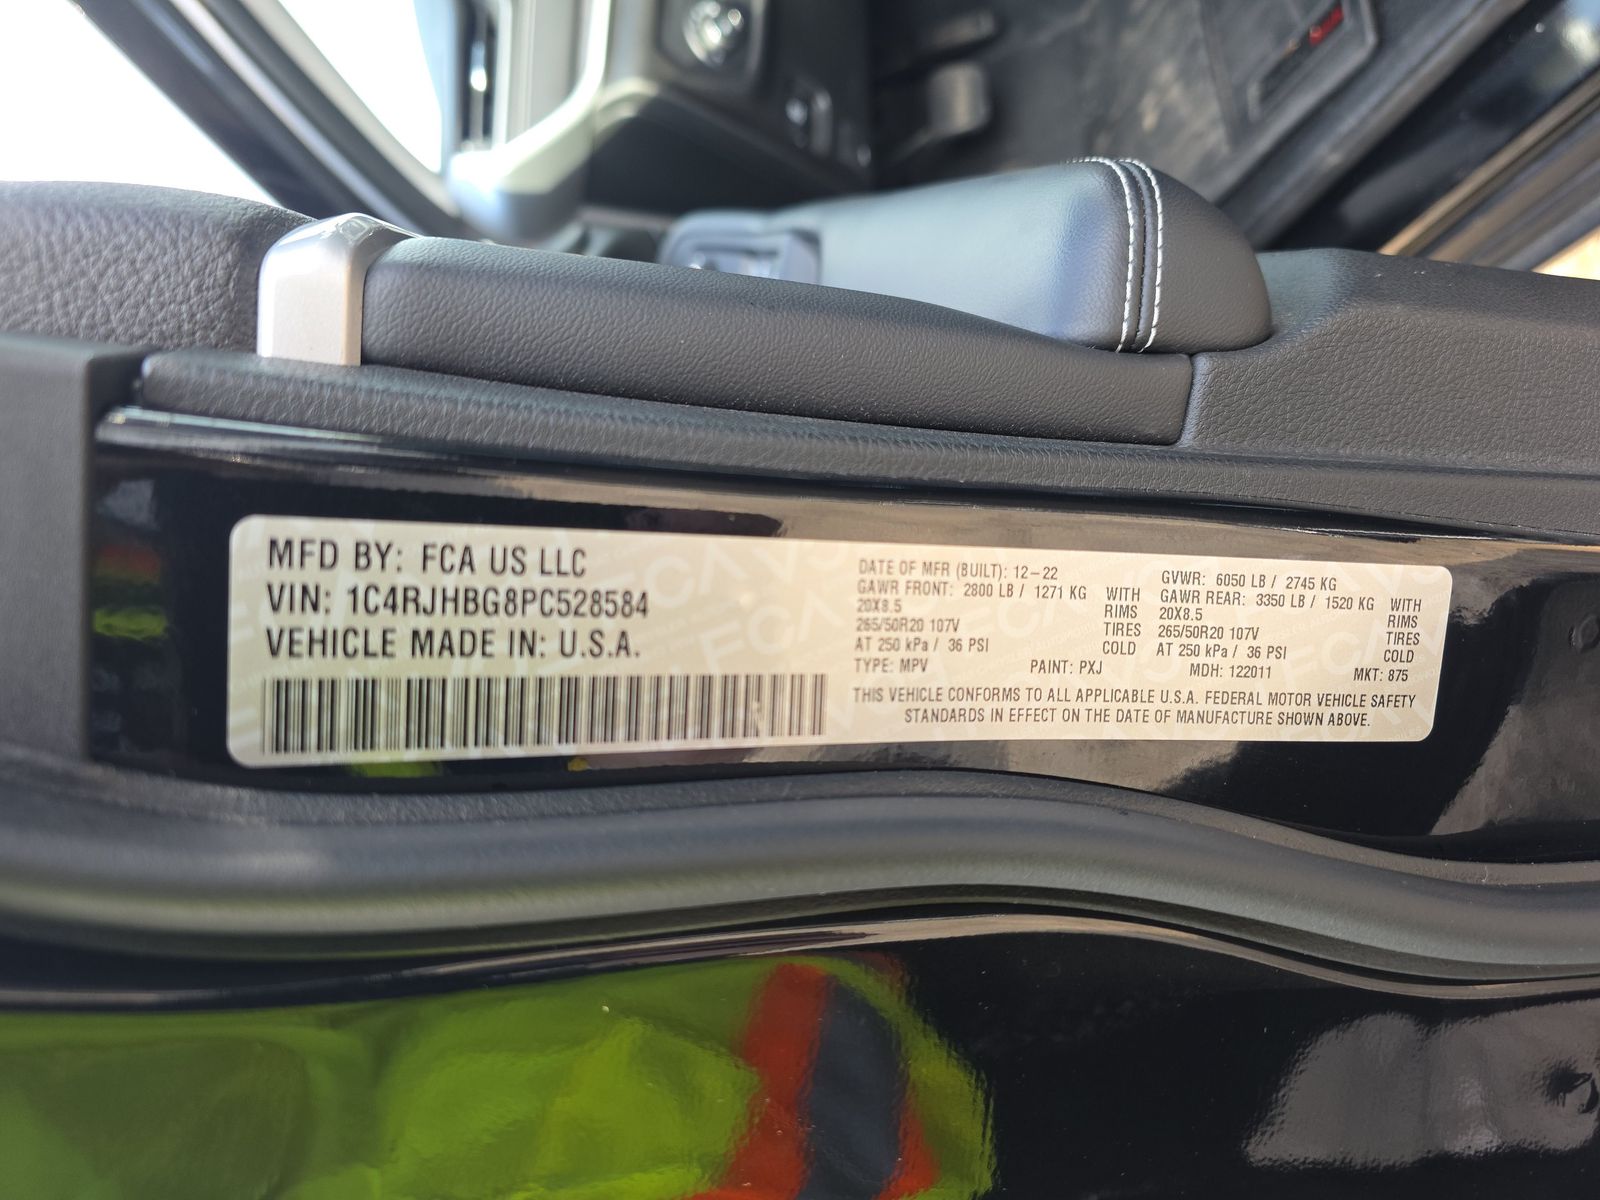 MFD BY: FCA US LLC
VIN: 1C4RJHBG8PC528584
VEHICLE MADE IN: U.S.A.
DATE OF MFR (BUILT): 12-22 GVWR: 6050 LB / 2745 KG
GAWR FRONT: 2800 LB / 1271 KG WITH GAWR REAR: 3350 LB / 1520 KG WITH
20X8.5 RIMS 20X8.5 RIMS
265/50R20 107V TIRES 265/50R20 107V TIRES
AT 250 kPa / 36 PSI COLD AT 250 kPa / 36 PSI COLD
TYPE: MPV PAINT: PXJ MDH: 122011 MKT: 875
THIS VEHICLE CONFORMS TO ALL APPLICABLE U.S.A. FEDERAL MOTOR VEHICLE SAFETY
STANDARDS IN EFFECT ON THE DATE OF MANUFACTURE SHOWN ABOVE.